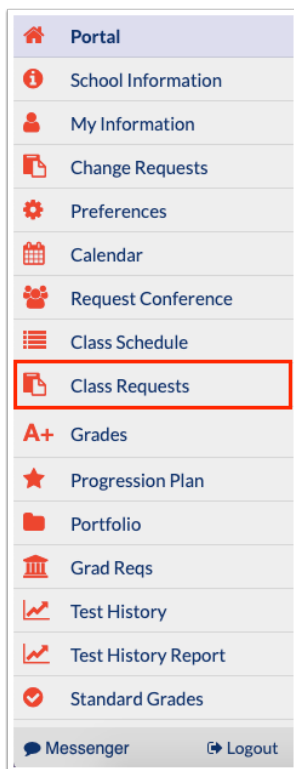 Portal
School Information
My Information
Change Requests
Preferences
Calendar
Request Conference
Class Schedule
Class Requests
A+ Grades
Progression Plan
Portfolio
Grad Reqs
Test History
Test History Report
Standard Grades
Messenger Logout